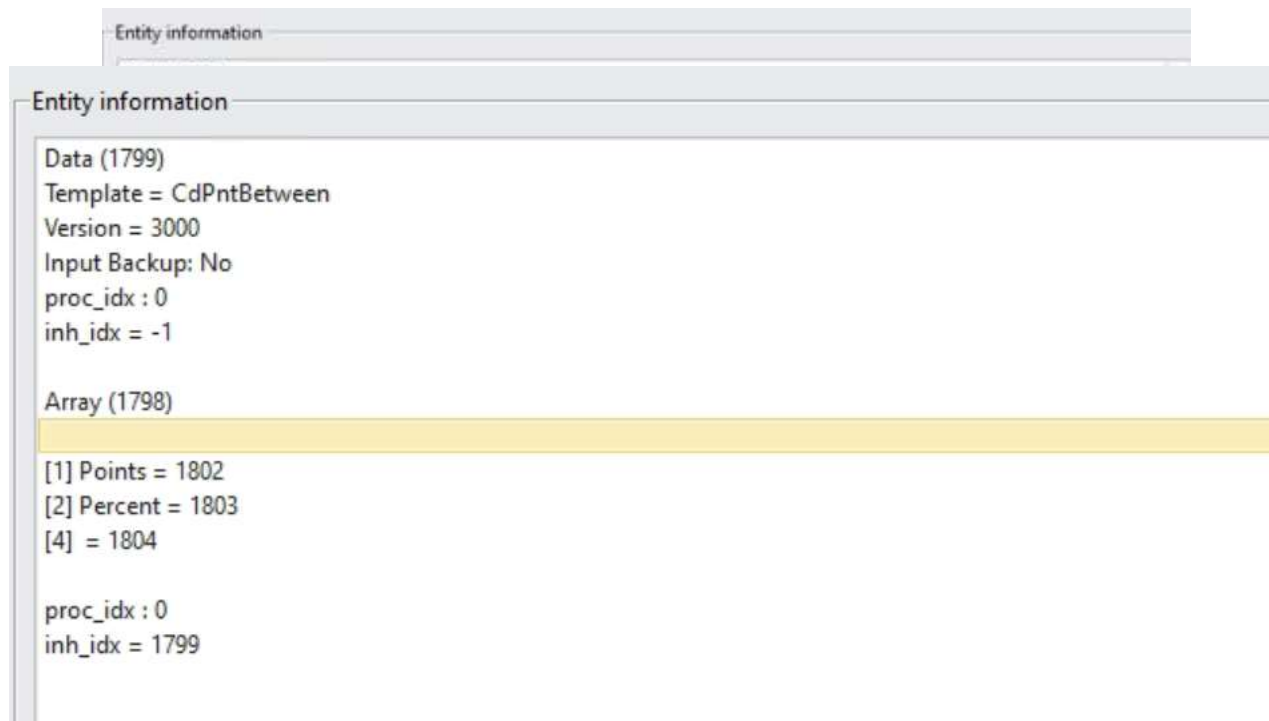 Entity information
Entity information
Data (1799)
Template = CdPntBetween
Version = 3000
Input Backup: No
proc_idx : 0
inh_idx = -1
Array (1798)
[1] Points = 1802
[2] Percent = 1803
[4]  = 1804
proc_idx : 0
inh_idx = 1799